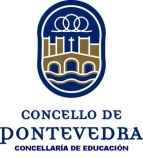 CONCELLO DE
PONTEVEDRA
CONCELLARÍA DE EDUCACIÓN